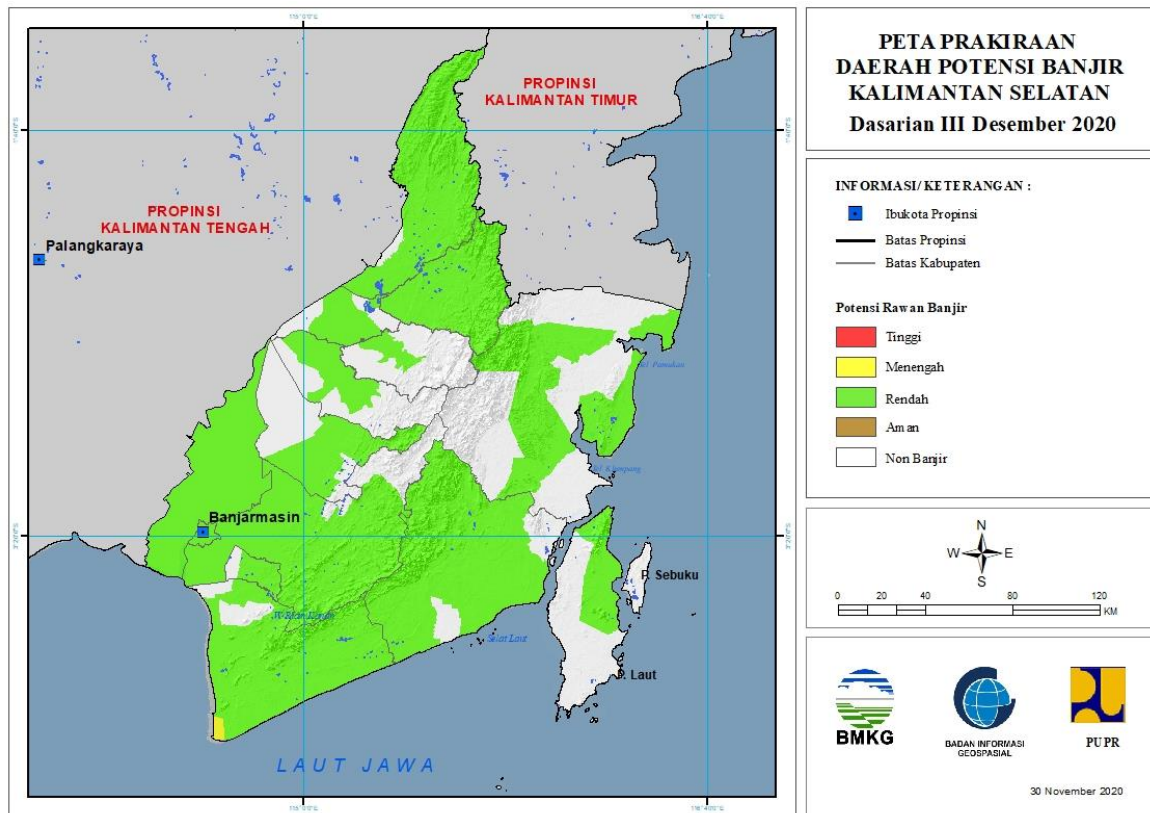 PETA PRAKIRAAN
DAERAH POTENSI BANJIR
KALIMANTAN SELATAN
Dasarian III Desember 2020
INFORMASI/ KETERANGAN :
Ibukota Propinsi
Batas Propinsi
Batas Kabupaten
Potensi Rawan Banjir
Tinggi
Menengah
Rendah
Aman
Non Banjir
N
W E
S
0 20 40 80 120
KM
BMKG
BADAN INFORMASI
GEOSPASIAL
PUPR
30 November 2020
PROPINSI
KALIMANTAN TIMUR
PROPINSI
KALIMANTAN TENGAH
Palangkaraya
Banjarmasin
P. Sebuku
P. Laut
Selat Laut
LAUT JAWA